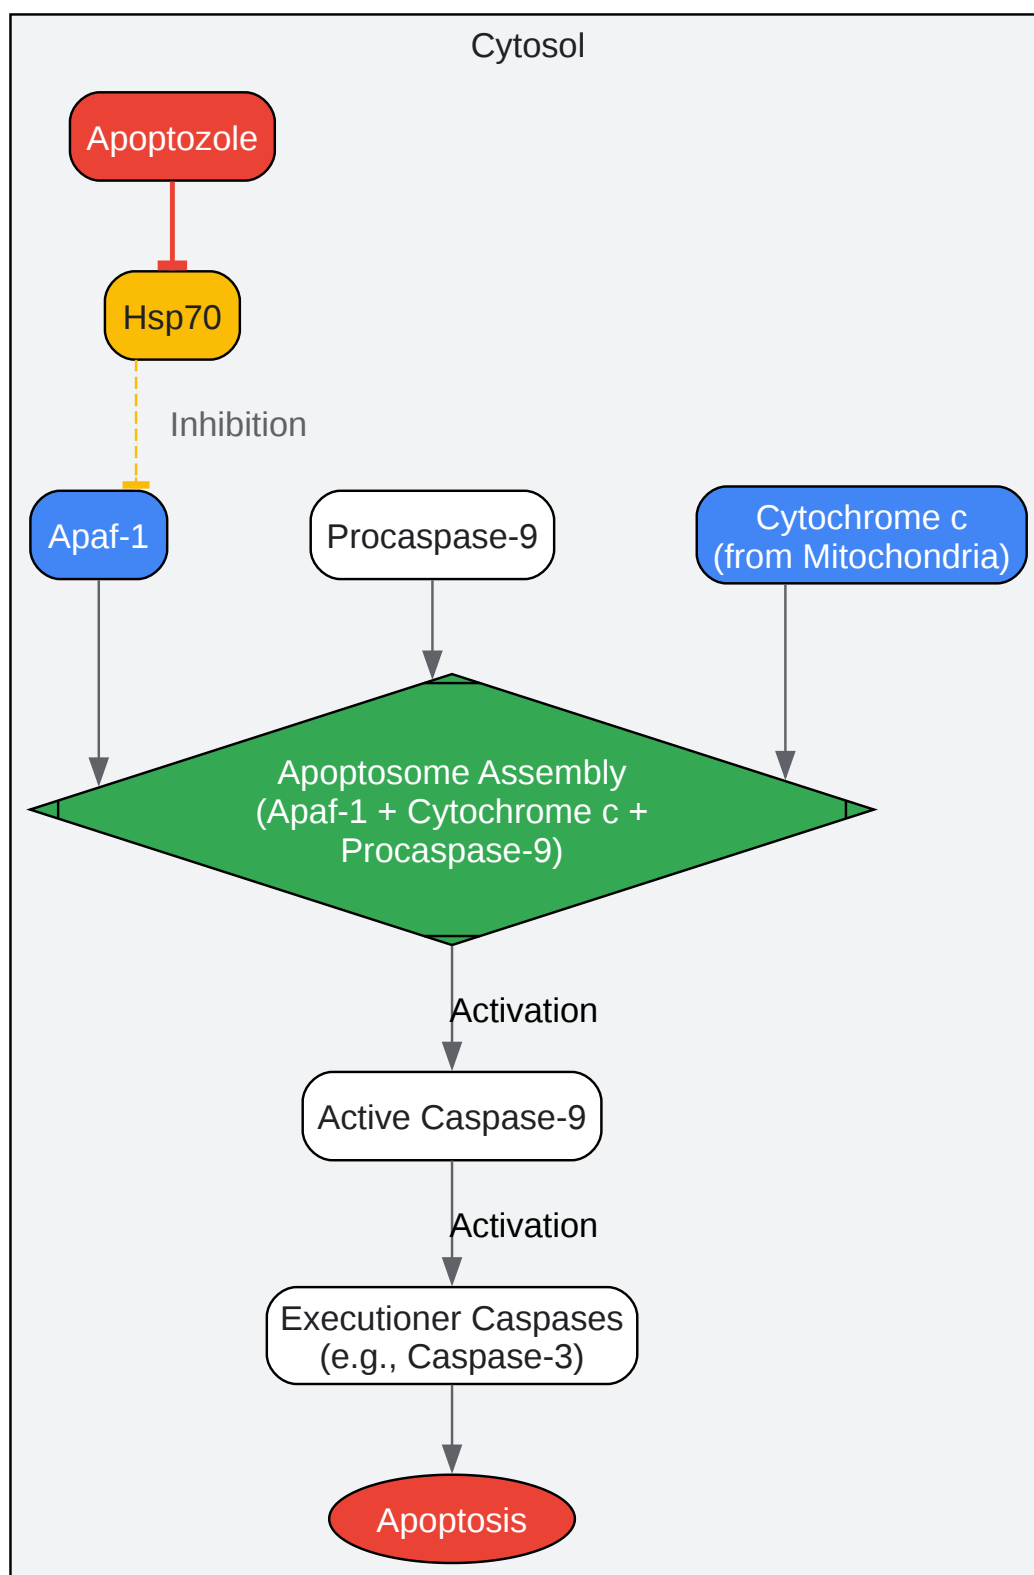 Cytosol
Apoptozole
Hsp70
Inhibition
Apaf-1
Procaspase-9
Cytochrome c
(from Mitochondria)
Apoptosome Assembly
(Apaf-1 + Cytochrome c +
Procaspase-9)
Activation
Active Caspase-9
Activation
Executioner Caspases
(e.g., Caspase-3)
Apoptosis